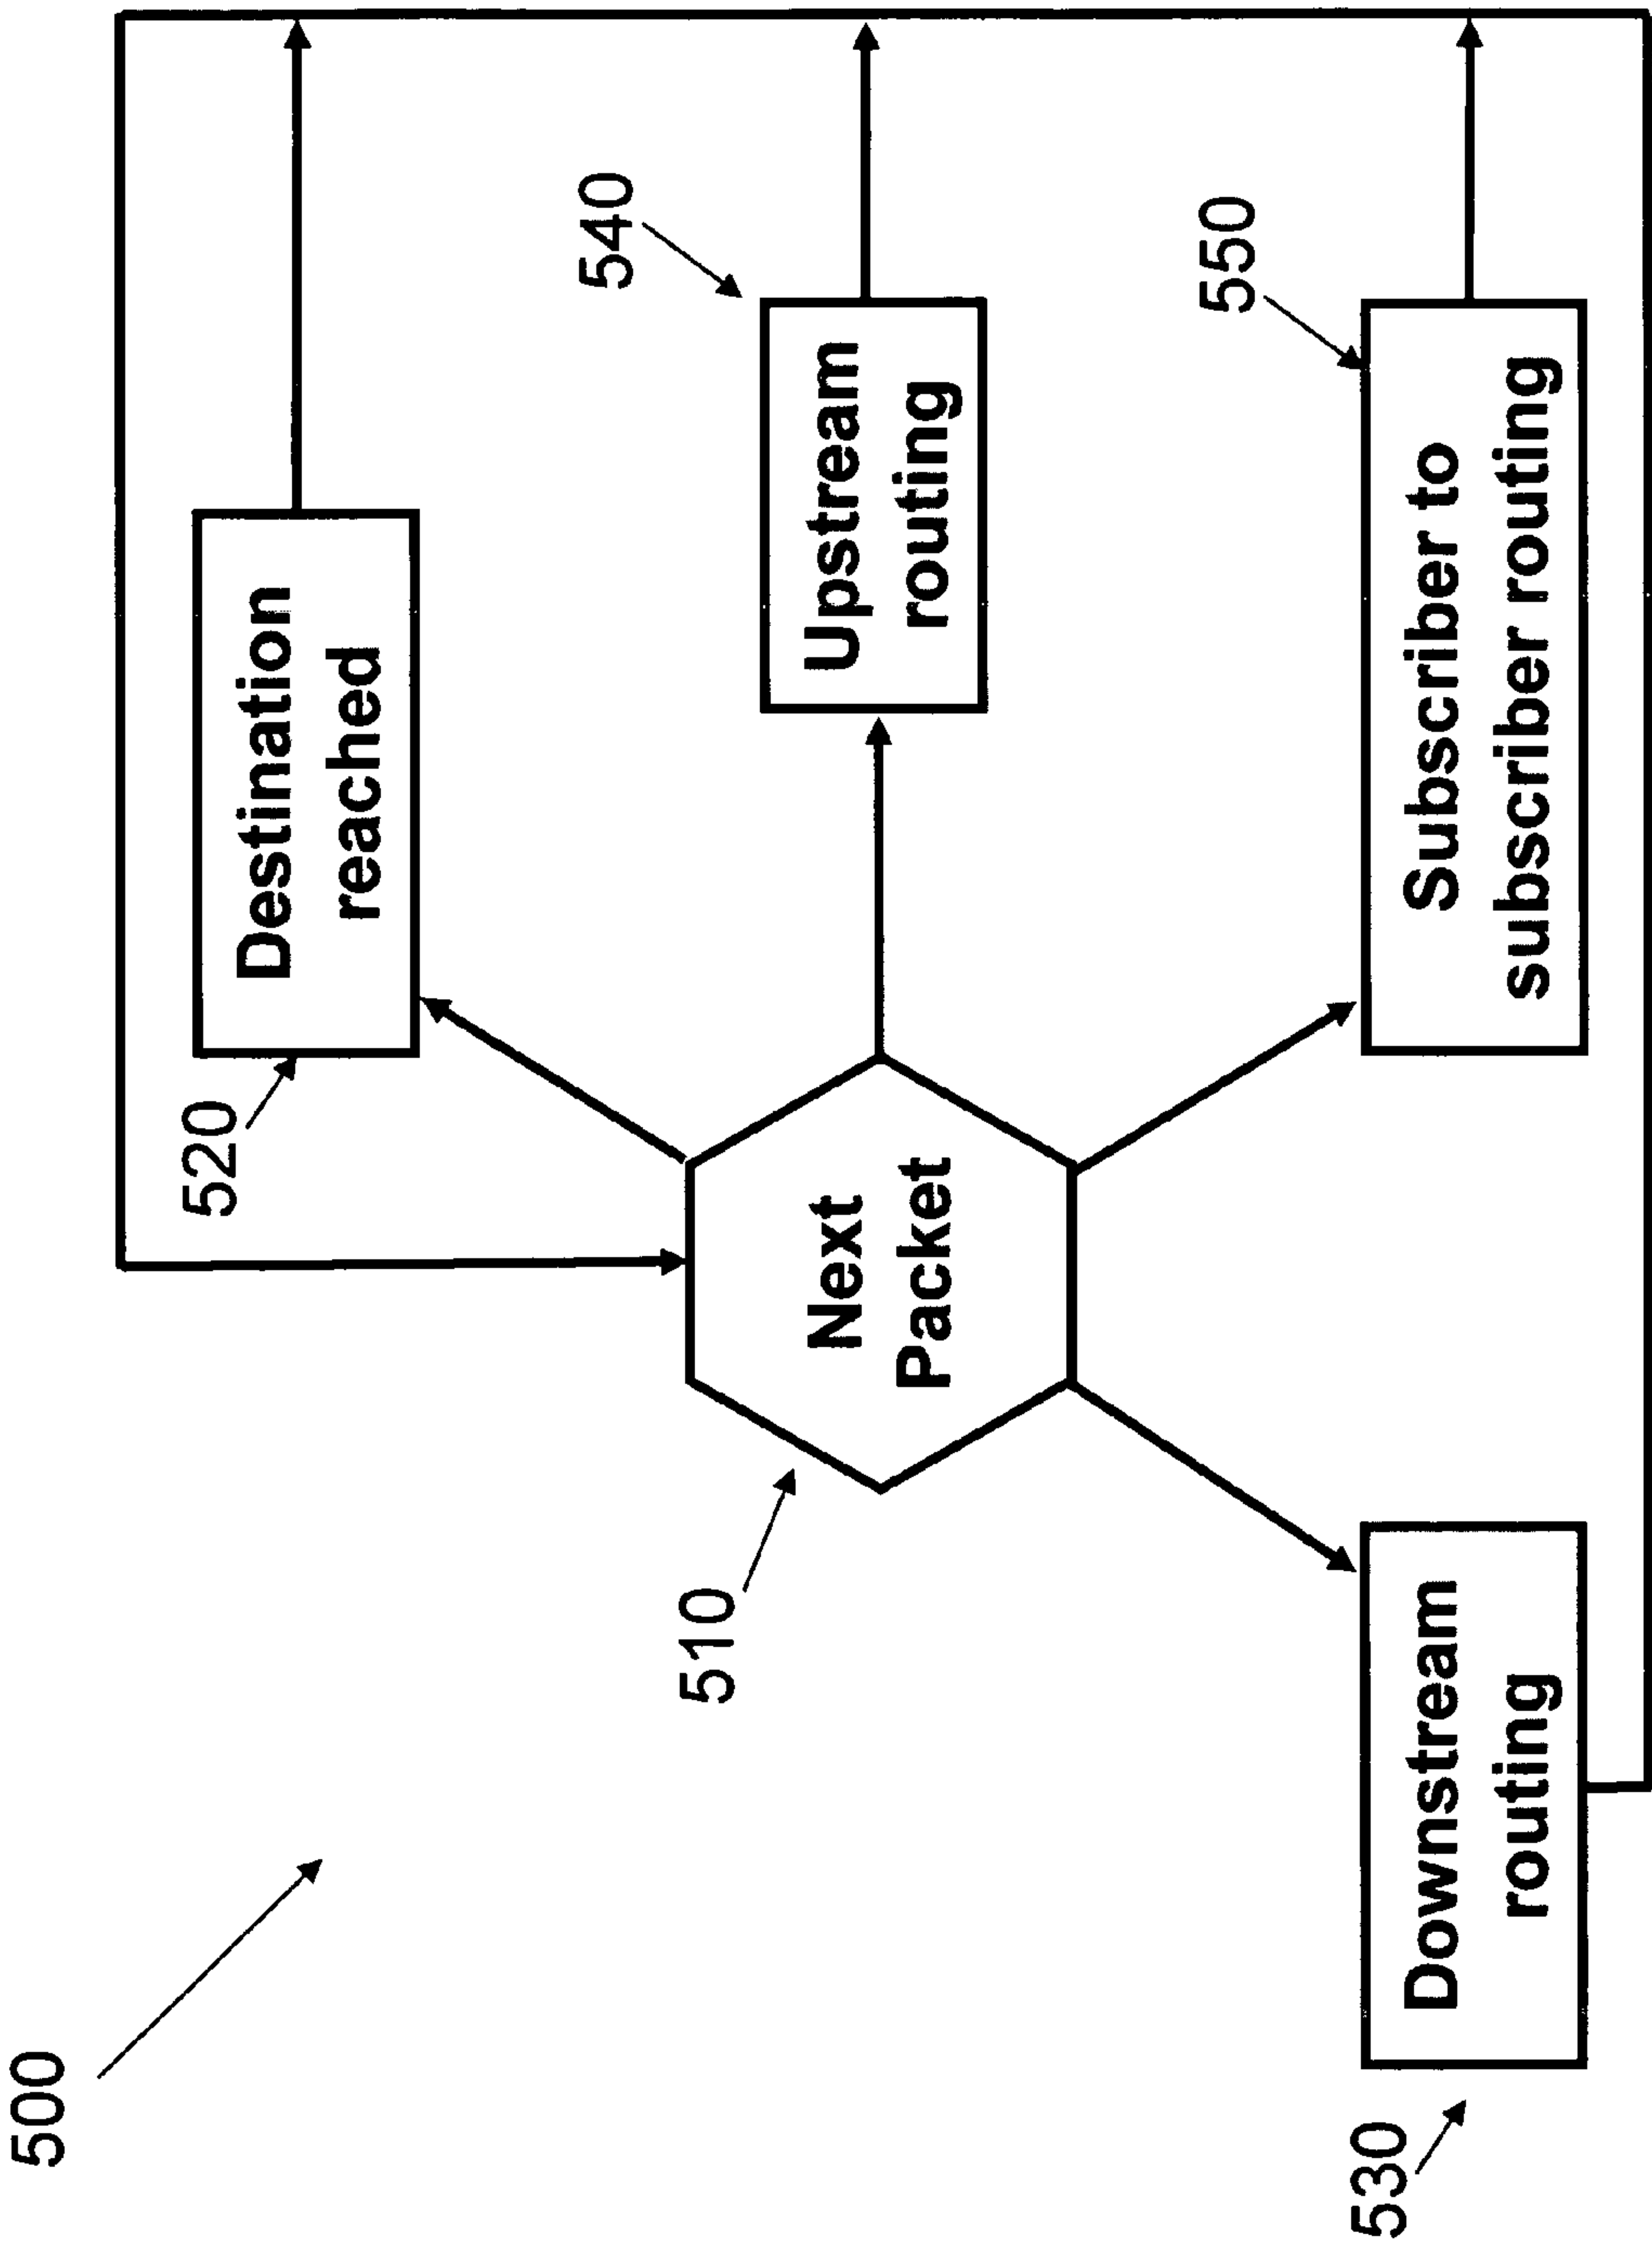 500
510
Next
Packet
520
Destination
reached
530
Downstream
routing
540
Upstream
routing
550
Subscriber to
subscriber routing